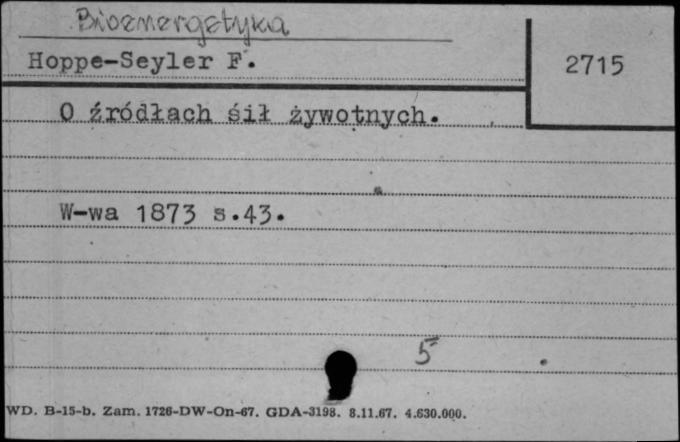 Bioenergetyka
Hoppe-Seyler F.
2715
O źródłach śił żywotnych.
W-wa 1873 s.43.
5
WD. B-15-b. Zam. 1726-DW-On-67. GDA-3198. 8.11.67. 4.630.000.